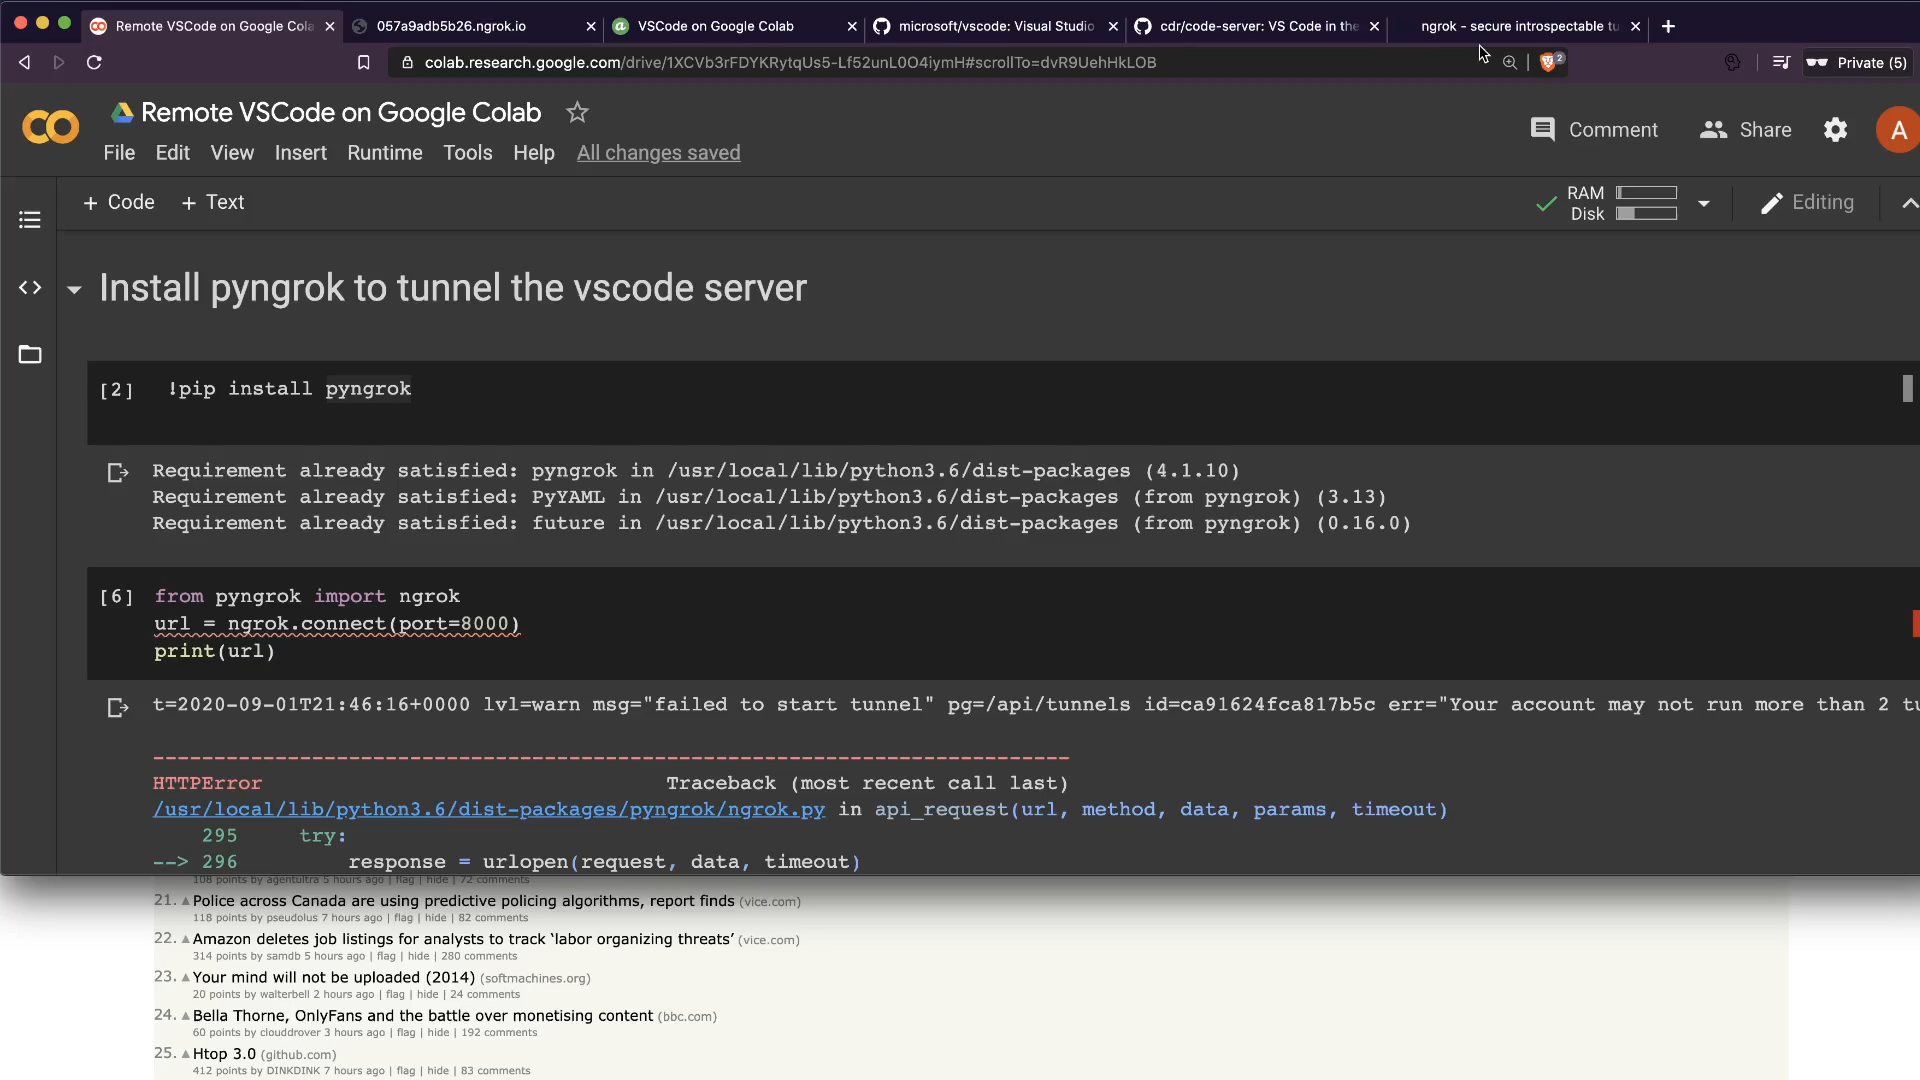 Remote VSCode on Google Cola
057a9adb5b26.ngrok.io
VSCode on Google Colab
microsoft/vscode: Visual Studio
cdr/code-server: VS Code in the
ngrok - secure introspectable tu
colab.research.google.com/drive/1XCVb3rFDYKRytqUs5-Lf52unL0O4iymH#scrollTo=dvR9UehHkLOB
2
Private (5)
CO
Remote VSCode on Google Colab
Comment
Share
A
File Edit View Insert Runtime Tools Help All changes saved
+ Code + Text
RAM
Disk
Editing
Install pyngrok to tunnel the vscode server
[2] !pip install pyngrok
Requirement already satisfied: pyngrok in /usr/local/lib/python3.6/dist-packages (4.1.10)
Requirement already satisfied: PyYAML in /usr/local/lib/python3.6/dist-packages (from pyngrok) (3.13)
Requirement already satisfied: future in /usr/local/lib/python3.6/dist-packages (from pyngrok) (0.16.0)
[6] from pyngrok import ngrok
url = ngrok.connect(port=8000)
print(url)
t=2020-09-01T21:46:16+0000 lvl=warn msg="failed to start tunnel" pg=/api/tunnels id=ca91624fca817b5c err="Your account may not run more than 2 tu
---------------------------------------------------------------------------
HTTPError Traceback (most recent call last)
/usr/local/lib/python3.6/dist-packages/pyngrok/ngrok.py in api_request(url, method, data, params, timeout)
295 try:
--> 296 response = urlopen(request, data, timeout)
108 points by agentultra 5 hours ago | flag | hide | 72 comments
21. Police across Canada are using predictive policing algorithms, report finds (vice.com)
118 points by pseudolus 7 hours ago | flag | hide | 82 comments
22. Amazon deletes job listings for analysts to track ‘labor organizing threats’ (vice.com)
314 points by samdb 5 hours ago | flag | hide | 280 comments
23. Your mind will not be uploaded (2014) (softmachines.org)
20 points by walterbell 2 hours ago | flag | hide | 24 comments
24. Bella Thorne, OnlyFans and the battle over monetising content (bbc.com)
60 points by clouddrover 3 hours ago | flag | hide | 192 comments
25. Htop 3.0 (github.com)
412 points by DINKDINK 7 hours ago | flag | hide | 83 comments